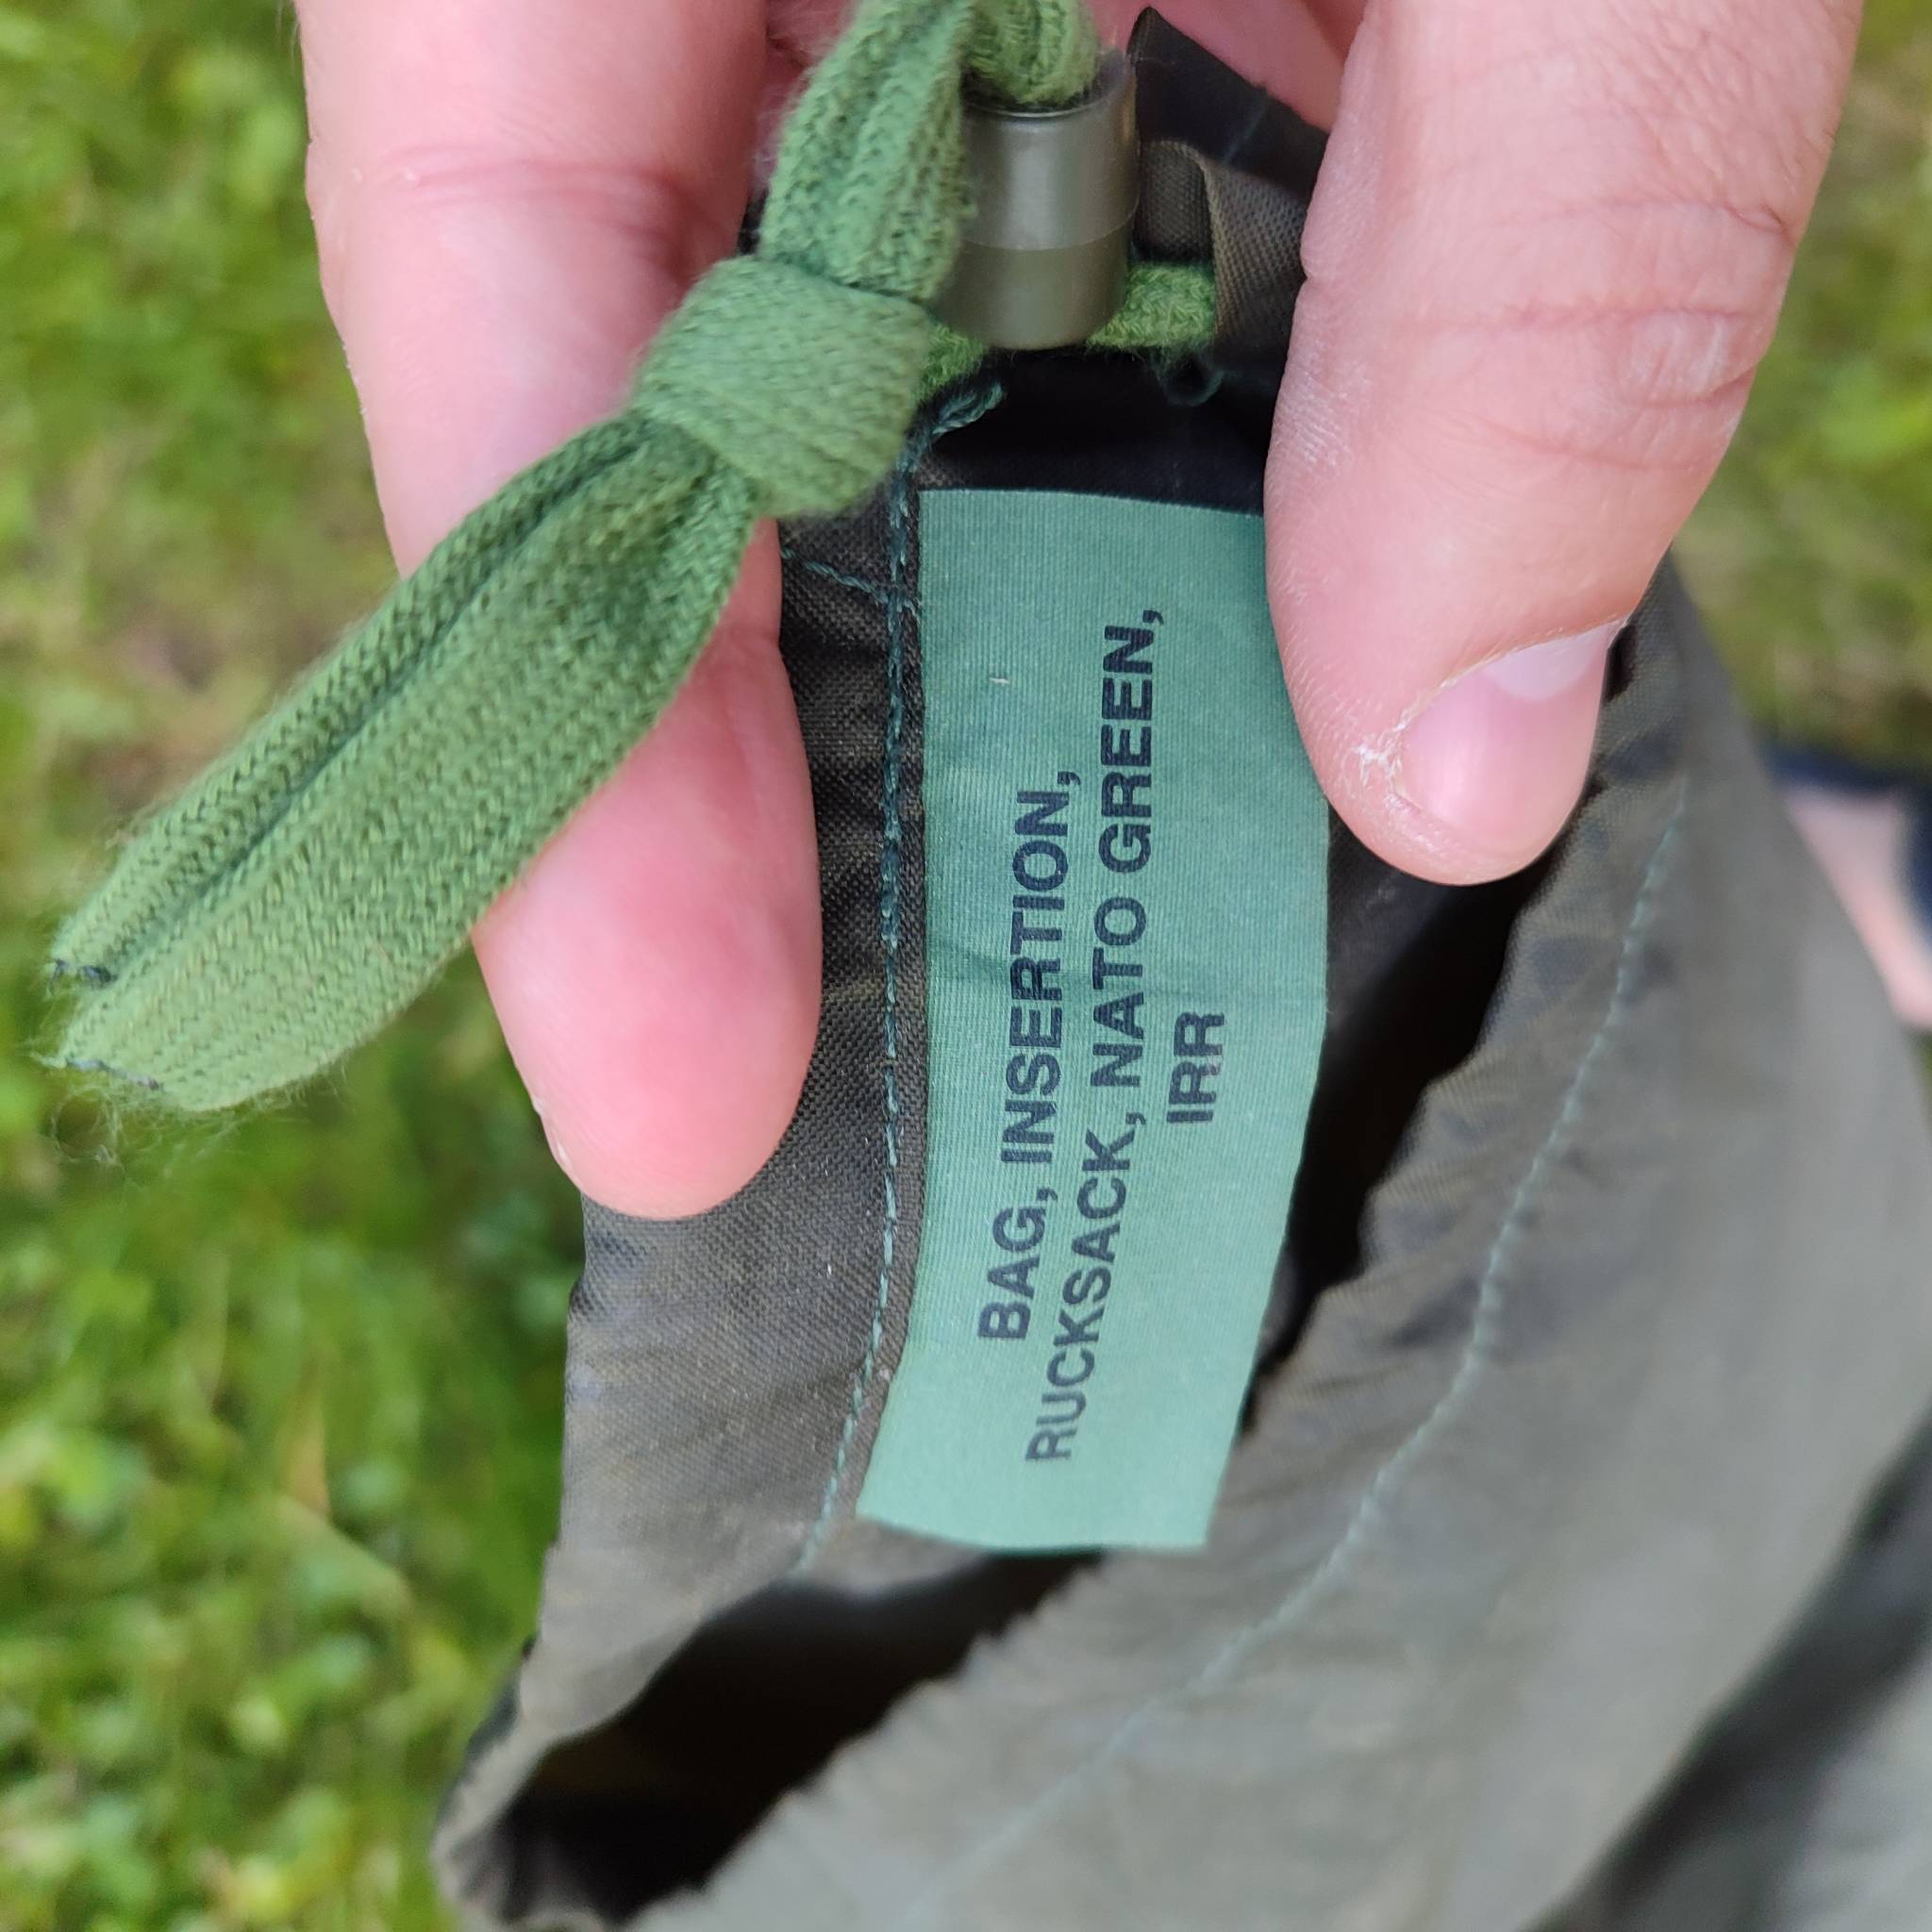 BAG, INSERTION,
RUCKSACK, NATO GREEN,
IRR